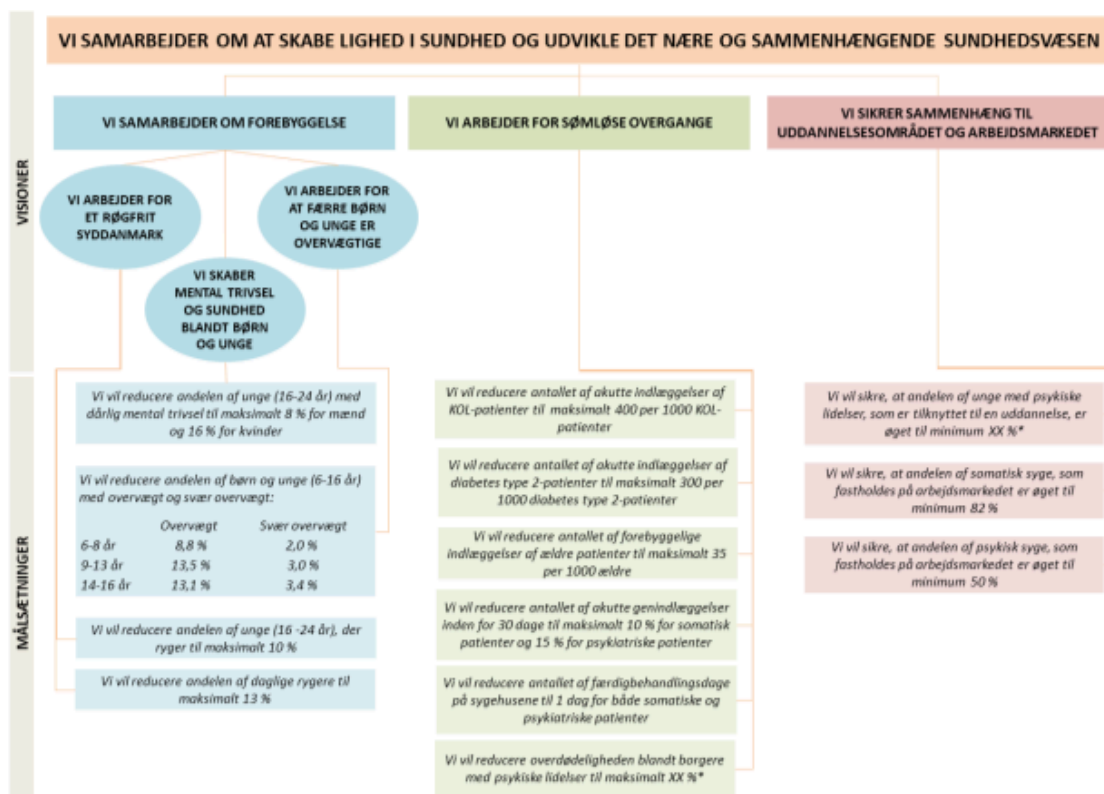 VI SAMARBEJDER OM AT SKABE LIGHED I SUNDHED OG UDVIKLE DET NÆRE OG SAMMENHÆNGENDE SUNDHEDSVÆSEN
VISIONER
VI SAMARBEJDER OM FOREBYGGELSE
VI ARBEJDER FOR
ET RØGFRIT
SYDDANMARK
VI SKABER
MENTAL TRIVSEL
OG SUNDHED
BLANDT BØRN
OG UNGE
VI ARBEJDER FOR
AT FÆRRE BØRN
OG UNGE ER
OVERVÆGTIGE
VI ARBEJDER FOR SØMLØSE OVERGANGE
VI SIKRER SAMMENHÆNG TIL
UDDANNELSESOMRÅDET OG ARBEJDSMARKEDET
MÅLSÆTNINGER
Vi vil reducere andelen af unge (16-24 år) med
dårlig mental trivsel til maksimalt 8 % for mænd
og 16 % for kvinder
Vi vil reducere andelen af børn og unge (6-16 år)
med overvægt og svær overvægt:
Overvægt Svær overvægt
6-8 år 8,8 % 2,0 %
9-13 år 13,5 % 3,0 %
14-16 år 13,1 % 3,4 %
Vi vil reducere andelen af unge (16 -24 år), der
ryger til maksimalt 10 %
Vi vil reducere andelen af daglige rygere til
maksimalt 13 %
Vi vil reducere antallet af akutte indlæggelser af
KOL-patienter til maksimalt 400 per 1000 KOL-
patienter
Vi vil reducere antallet af akutte indlæggelser af
diabetes type 2-patienter til maksimalt 300 per
1000 diabetes type 2-patienter
Vi vil reducere antallet af forebyggelige
indlæggelser af ældre patienter til maksimalt 35
per 1000 ældre
Vi vil reducere antallet af akutte genindlæggelser
inden for 30 dage til maksimalt 10 % for somatisk
patienter og 15 % for psykiatriske patienter
Vi vil reducere antallet af færdigbehandlingsdage
på sygehusene til 1 dag for både somatiske og
psykiatriske patienter
Vi vil reducere overdødeligheden blandt borgere
med psykiske lidelser til maksimalt XX %*
Vi vil sikre, at andelen af unge med psykiske
lidelser, som er tilknyttet til en uddannelse, er
øget til minimum XX %*
Vi vil sikre, at andelen af somatisk syge, som
fastholdes på arbejdsmarkedet er øget til
minimum 82 %
Vi vil sikre, at andelen af psykisk syge, som
fastholdes på arbejdsmarkedet er øget til
minimum 50 %